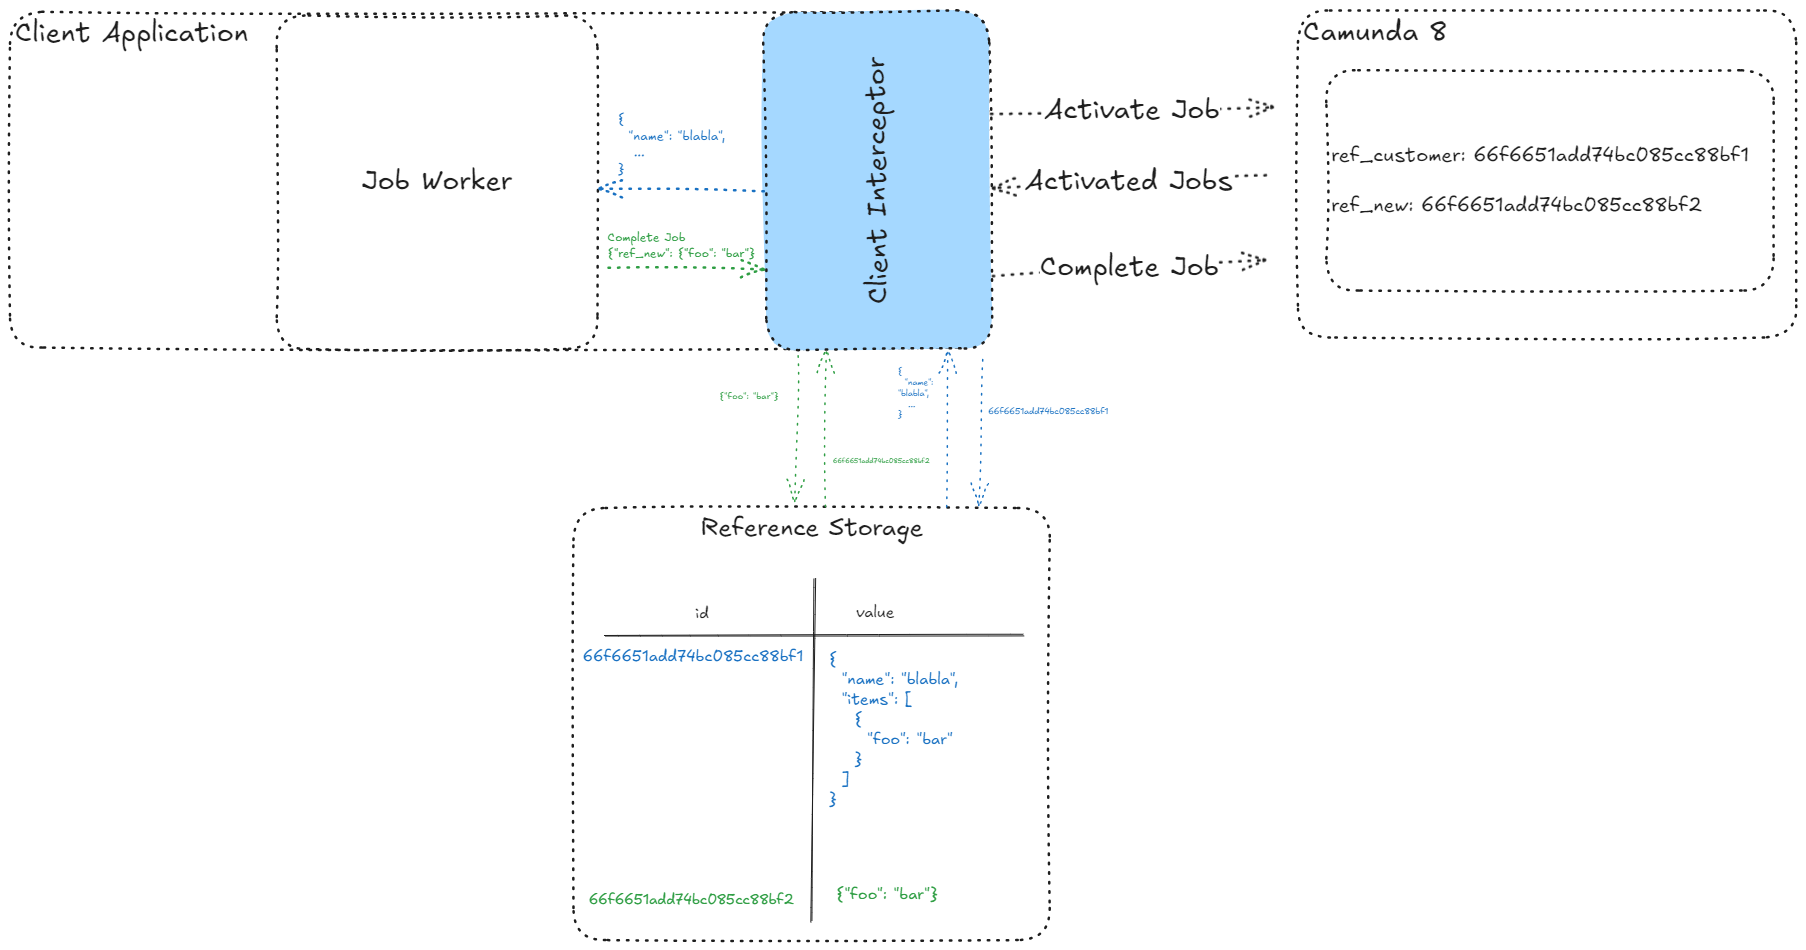 Client Application
Job Worker
{
"name": "blabla",
...
}
Complete Job
{"ref_new": {"foo": "bar"}
Client Interceptor
Activate Job
Activated Jobs
Complete Job
Camunda 8
ref_customer: 66f6651add74bc085cc88bf1
ref_new: 66f6651add74bc085cc88bf2
{"foo": "bar"}
66f6651add74bc085cc88bf2
{
"name":
"blabla",
...
}
66f6651add74bc085cc88bf1
Reference Storage
id value
66f6651add74bc085cc88bf1
{
"name": "blabla",
"items": [
{
"foo": "bar"
}
]
}
66f6651add74bc085cc88bf2
{"foo": "bar"}